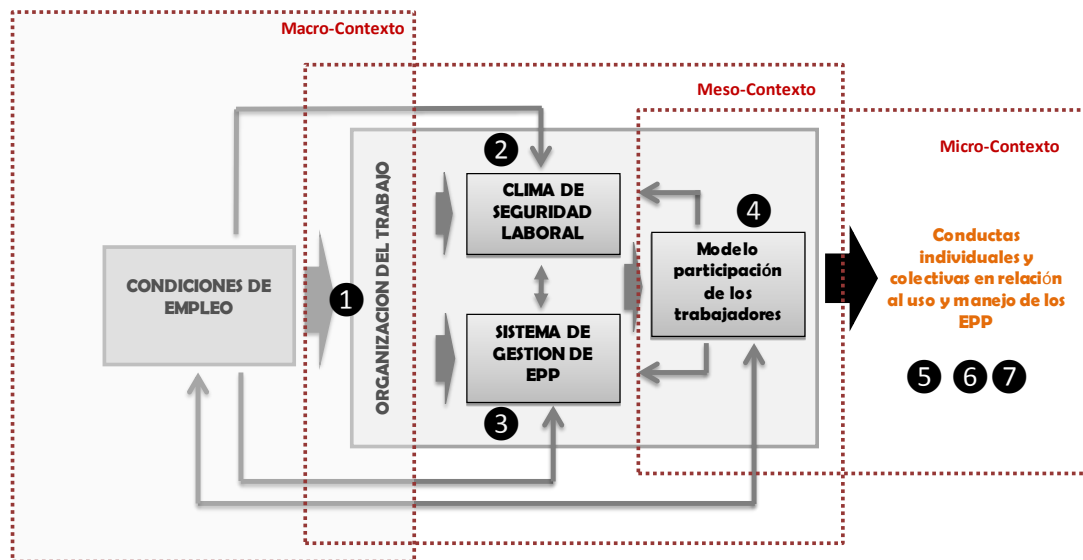 Macro-Contexto
Meso-Contexto
Micro-Contexto
CONDICIONES DE
EMPLEO
1
ORGANIZACION DEL TRABAJO
2
CLIMA DE
SEGURIDAD
LABORAL
SISTEMA DE
GESTION DE
EPP
3
4
Modelo
participación
de los
trabajadores
Conductas
individuales y
colectivas en relación
al uso y manejo de los
EPP
5 6 7